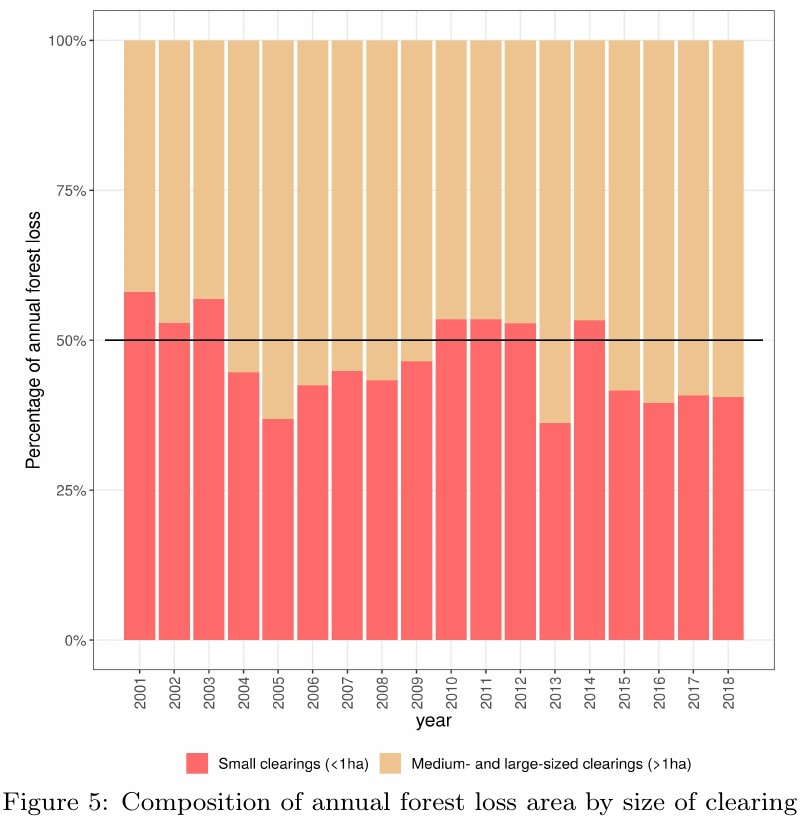 100%
75%
50%
25%
0%
Percentage of annual forest loss
2001 2002 2003 2004 2005 2006 2007 2008 2009 2010 2011 2012 2013 2014 2015 2016 2017 2018
year
Small clearings (<1ha) Medium- and large-sized clearings (>1ha)
Figure 5: Composition of annual forest loss area by size of clearing